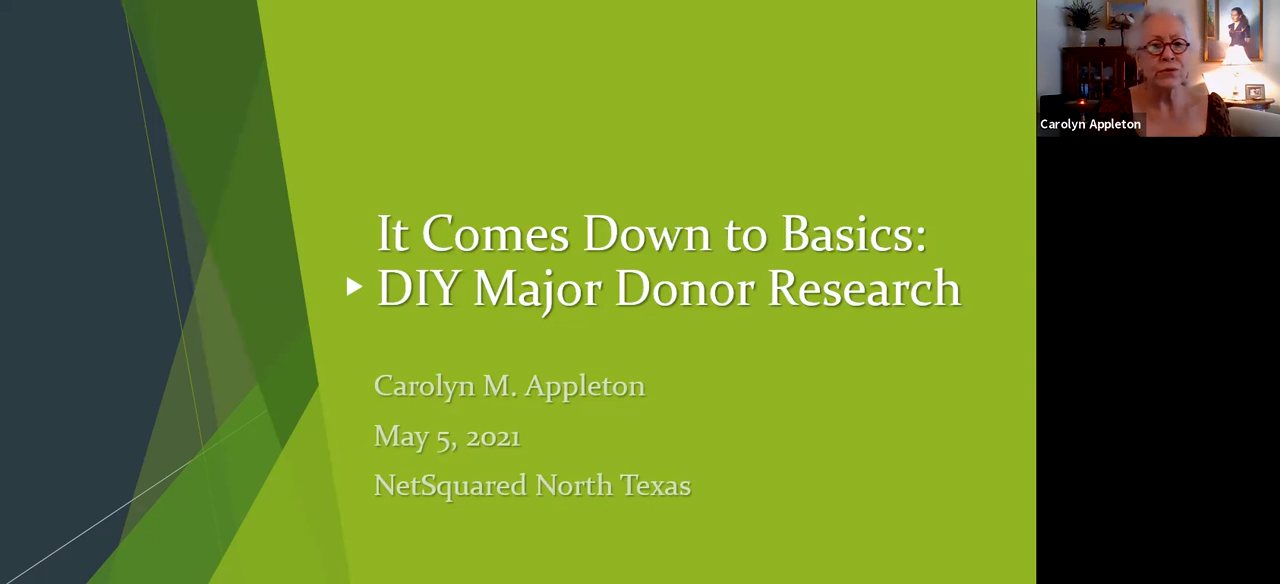 It Comes Down to Basics:
DIY Major Donor Research
Carolyn M. Appleton
May 5, 2021
NetSquared North Texas
Carolyn Appleton